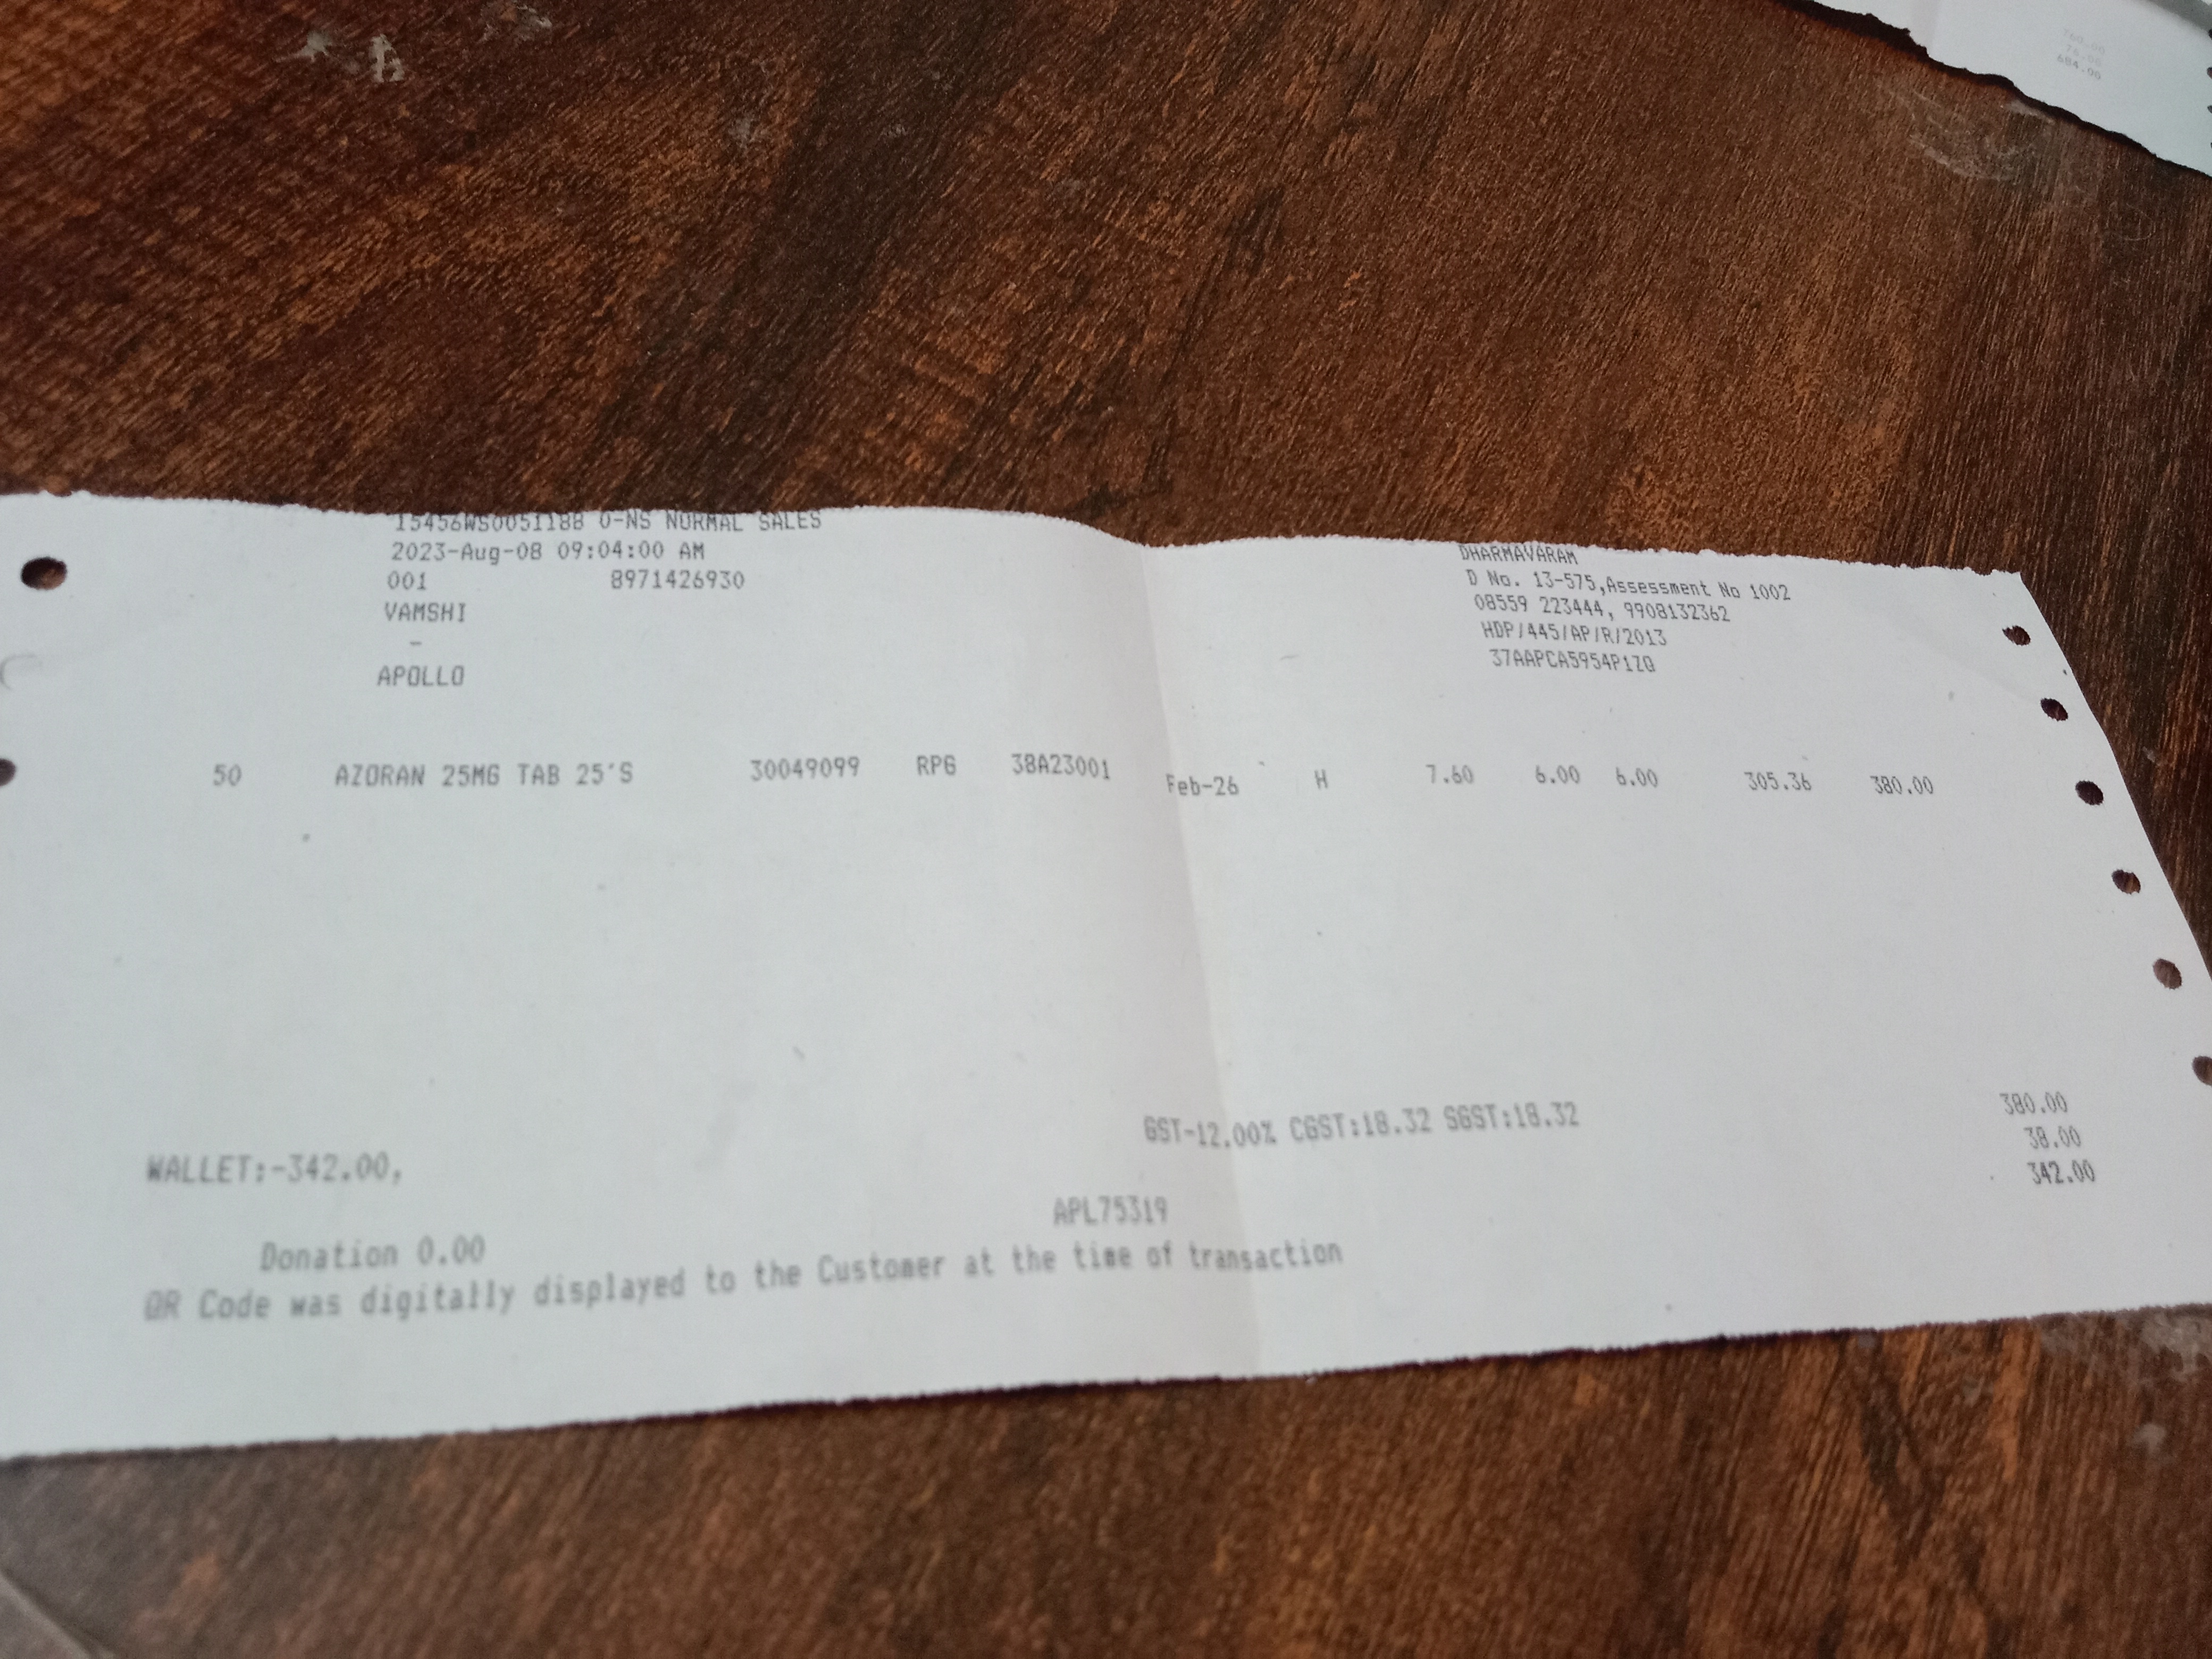 15456WS0051188 0-NS NORMAL SALES
2023-Aug-08 09:04:00 AM
001 8971426930
VAMSHI
-
APOLLO
DHARMAVARAM
D No. 13-575,Assessment No 1002
08559 223444, 9908132362
HDP/445/AP/R/2013
37AAPCA5954P1ZQ
50 AZORAN 25MG TAB 25'S 30049099 RPG 38A23001 Feb-26 H 7.60 6.00 6.00 305.36 380.00
GST-12.00% CGST:18.32 SGST:18.32
380.00
38.00
342.00
WALLET:-342.00,
APL75319
Donation 0.00
QR Code was digitally displayed to the Customer at the time of transaction
760.00
76.00
684.00